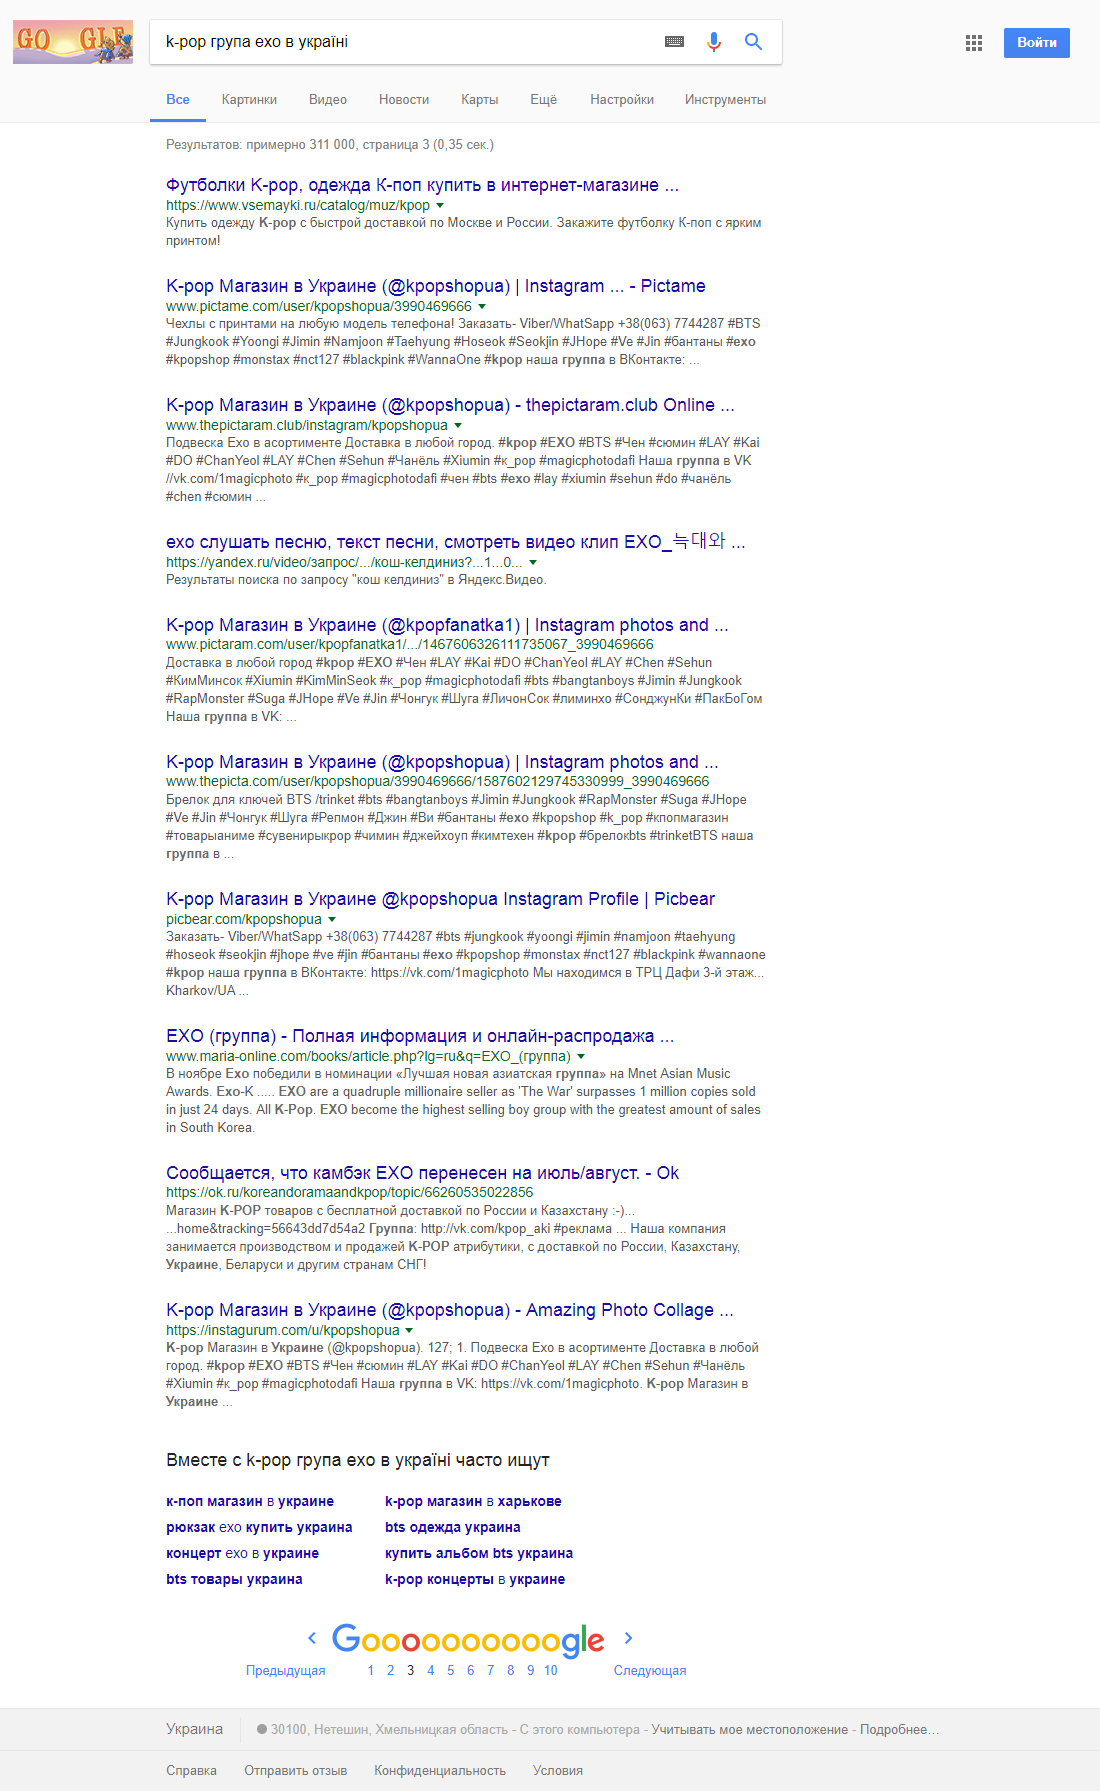 GO GLE
k-pop група exo в україні
Войти
Все Картинки Видео Новости Карты Ещё Настройки Инструменты
Результатов: примерно 311 000, страница 3 (0,35 сек.)
Футболки K-pop, одежда К-поп купить в интернет-магазине ...
https://www.vsemayki.ru/catalog/muz/kpop
Купить одежду K-pop с быстрой доставкой по Москве и России. Закажите футболку К-поп с ярким
принтом!
K-pop Магазин в Украине (@kpopshopua) | Instagram ... - Pictame
www.pictame.com/user/kpopshopua/3990469666
Чехлы с принтами на любую модель телефона! Заказать- Viber/WhatSapp +38(063) 7744287 #BTS
#Jungkook #Yoongi #Jimin #Namjoon #Taehyung #Hoseok #Seokjin #JHope #Ve #Jin #бантаны #exo
#kpopshop #monstax #nct127 #blackpink #WannaOne #kpop наша группа в ВКонтакте: ...
K-pop Магазин в Украине (@kpopshopua) - thepictaram.club Online ...
www.thepictaram.club/instagram/kpopshopua
Подвеска Exo в асортименте Доставка в любой город. #kpop #EXO #BTS #Чен #сюмин #LAY #Kai
#DO #ChanYeol #LAY #Chen #Sehun #Чанёль #Xiumin #к_pop #magicphotodafi Наша группа в VK
//vk.com/1magicphoto #к_pop #magicphotodafi #чен #bts #exo #lay #xiumin #sehun #do #чанёль
#chen #сюмин ...
exo слушать песню, текст песни, смотреть видео клип EXO_늑대와 ...
https://yandex.ru/video/запрос/.../кош-келдиниз?...1...0...
Результаты поиска по запросу "кош келдиниз" в Яндекс.Видео.
K-pop Магазин в Украине (@kpopfanatka1) | Instagram photos and ...
www.pictaram.com/user/kpopfanatka1/.../1467606326111735067_3990469666
Доставка в любой город #kpop #EXO #Чен #LAY #Kai #DO #ChanYeol #LAY #Chen #Sehun
#КимМинсок #Xiumin #KimMinSeok #к_pop #magicphotodafi #bts #bangtanboys #Jimin #Jungkook
#RapMonster #Suga #JHope #Ve #Jin #Чонгук #Шуга #ЛичонСок #лиминхо #СонджунКи #ПакБоГом
Наша группа в VK: ...
K-pop Магазин в Украине (@kpopshopua) | Instagram photos and ...
www.thepicta.com/user/kpopshopua/3990469666/1587602129745330999_3990469666
Брелок для ключей BTS /trinket #bts #bangtanboys #Jimin #Jungkook #RapMonster #Suga #JHope
#Ve #Jin #Чонгук #Шуга #Репмон #Джин #Ви #бантаны #exo #kpopshop #k_pop #кпопмагазин
#товарыаниме #сувенирыкрор #чимин #джейхоуп #кимтехен #kpop #брелокbts #trinketBTS наша
группа в ...
K-pop Магазин в Украине @kpopshopua Instagram Profile | Picbear
picbear.com/kpopshopua
Заказать- Viber/WhatSapp +38(063) 7744287 #bts #jungkook #yoongi #jimin #namjoon #taehyung
#hoseok #seokjin #jhope #ve #jin #бантаны #exo #kpopshop #monstax #nct127 #blackpink #wannaone
#kpop наша группа в ВКонтакте: https://vk.com/1magicphoto Мы находимся в ТРЦ Дафи 3-й этаж...
Kharkov/UA ...
EXO (группа) - Полная информация и онлайн-распродажа ...
www.maria-online.com/books/article.php?lg=ru&q=EXO_(группа)
В ноябре Exo победили в номинации «Лучшая новая азиатская группа» на Mnet Asian Music
Awards. Exo-K ..... EXO are a quadruple millionaire seller as 'The War' surpasses 1 million copies sold
in just 24 days. All K-Pop. EXO become the highest selling boy group with the greatest amount of sales
in South Korea.
Сообщается, что камбэк EXO перенесен на июль/август. - Ok
https://ok.ru/koreandoramaandkpop/topic/66260535022856
Магазин K-POP товаров с бесплатной доставкой по России и Казахстану :-)...
...home&tracking=56643dd7d54a2 Группа: http://vk.com/kpop_aki #реклама ... Наша компания
занимается производством и продажей K-POP атрибутики, с доставкой по России, Казахстану,
Украине, Беларуси и другим странам СНГ!
K-pop Магазин в Украине (@kpopshopua) - Amazing Photo Collage ...
https://instagurum.com/u/kpopshopua
K-pop Магазин в Украине (@kpopshopua). 127; 1. Подвеска Exo в асортименте Доставка в любой
город. #kpop #EXO #BTS #Чен #сюмин #LAY #Kai #DO #ChanYeol #LAY #Chen #Sehun #Чанёль
#Xiumin #к_pop #magicphotodafi Наша группа в VK: https://vk.com/1magicphoto. K-pop Магазин в
Украине ...
Вместе с k-pop група exo в україні часто ищут
к-поп магазин в украине k-pop магазин в харькове
рюкзак exo купить украина bts одежда украина
концерт exo в украине купить альбом bts украина
bts товары украина k-pop концерты в украине
Goooooooooogle
Предыдущая 1 2 3 4 5 6 7 8 9 10 Следующая
Украина 30100, Нетешин, Хмельницкая область - С этого компьютера - Учитывать мое местоположение - Подробнее…
Справка Отправить отзыв Конфиденциальность Условия